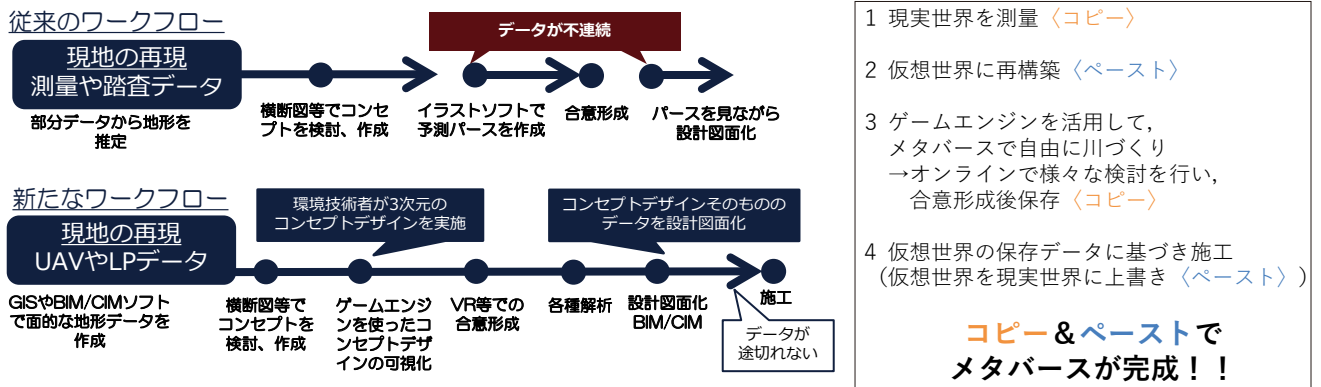 従来のワークフロー
現地の再現
測量や踏査データ
部分データから地形を
推定
データが不連続
横断図等でコンセ
プトを検討、作成
イラストソフトで
予測パースを作成
合意形成
パースを見ながら
設計図面化
新たなワークフロー
現地の再現
UAVやLPデータ
GISやBIM/CIMソフト
で面的な地形データを
作成
環境技術者が3次元の
コンセプトデザインを実施
コンセプトデザインそのものの
データを設計図面化
横断図等で
コンセプトを
検討、作成
ゲームエンジ
ンを使ったコ
ンセプトデザ
インの可視化
VR等での
合意形成
各種解析
設計図面化
BIM/CIM
施工
データが
途切れない
1 現実世界を測量〈コピー〉
2 仮想世界に再構築〈ペースト〉
3 ゲームエンジンを活用して,
メタバースで自由に川づくり
→オンラインで様々な検討を行い,
合意形成後保存〈コピー〉
4 仮想世界の保存データに基づき施工
(仮想世界を現実世界に上書き〈ペースト〉)
コピー&ペーストで
メタバースが完成!!